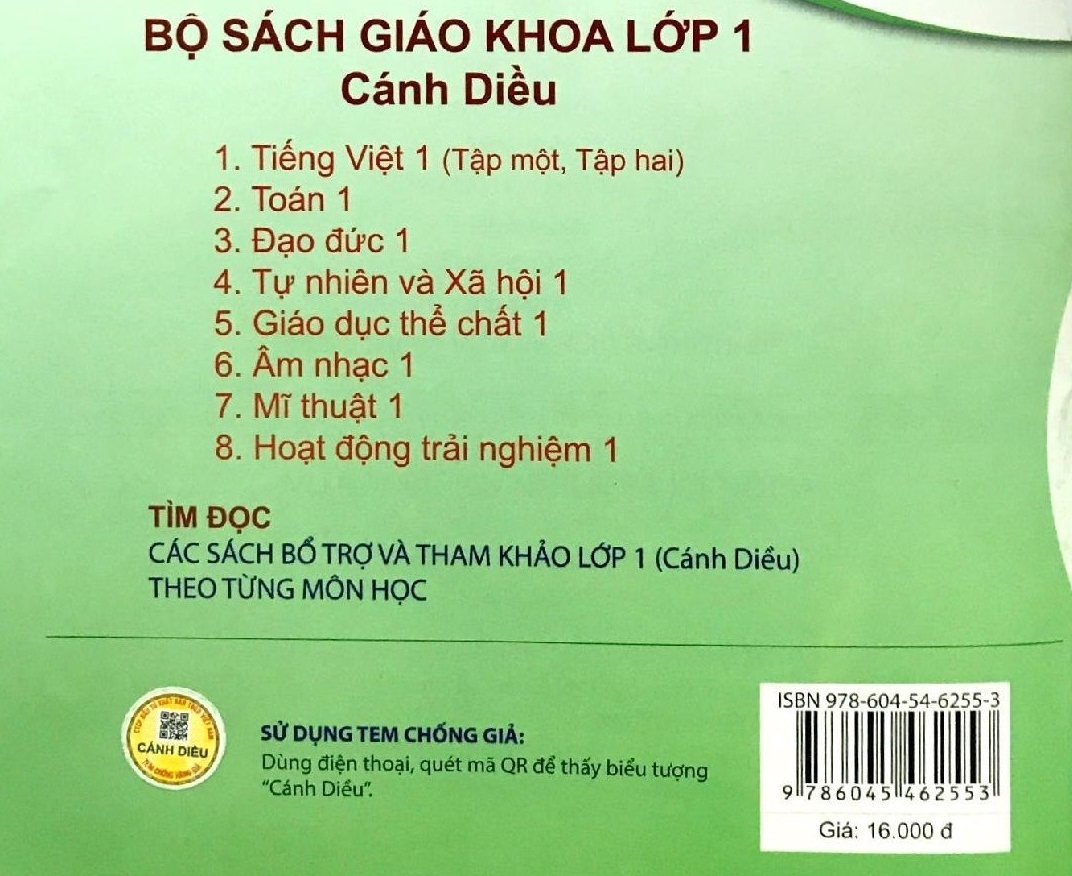 BỘ SÁCH GIÁO KHOA LỚP 1
Cánh Diều
1. Tiếng Việt 1 (Tập một, Tập hai)
2. Toán 1
3. Đạo đức 1
4. Tự nhiên và Xã hội 1
5. Giáo dục thể chất 1
6. Âm nhạc 1
7. Mĩ thuật 1
8. Hoạt động trải nghiệm 1
TÌM ĐỌC
CÁC SÁCH BỔ TRỢ VÀ THAM KHẢO LỚP 1 (Cánh Diều)
THEO TỪNG MÔN HỌC
CÁNH DIỀU
TEM CHỐNG HÀNG GIẢ
SỬ DỤNG TEM CHỐNG GIẢ:
Dùng điện thoại, quét mã QR để thấy biểu tượng
“Cánh Diều”.
ISBN 978-604-54-6255-3
9 786045 462553
Giá: 16.000 đ